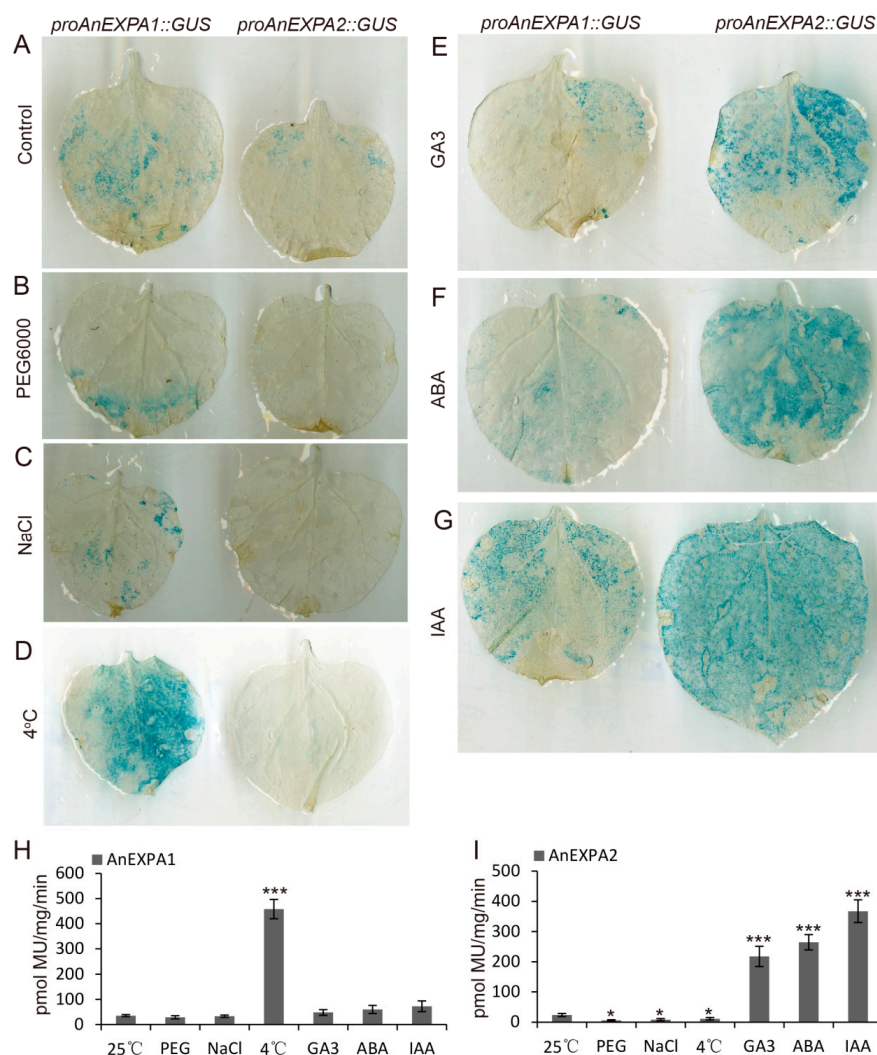 proAnEXPA1::GUS proAnEXPA2::GUS
A
Control
B
PEG6000
C
NaCl
D
4°C
proAnEXPA1::GUS proAnEXPA2::GUS
E
GA3
F
ABA
G
IAA
H
AnEXPA1
pmol MU/mg/min
600
500
400
300
200
100
0
***
25℃ PEG NaCl 4℃ GA3 ABA IAA
I
AnEXPA2
pmol MU/mg/min
500
400
300
200
100
0
* * * *** *** ***
25℃ PEG NaCl 4℃ GA3 ABA IAA